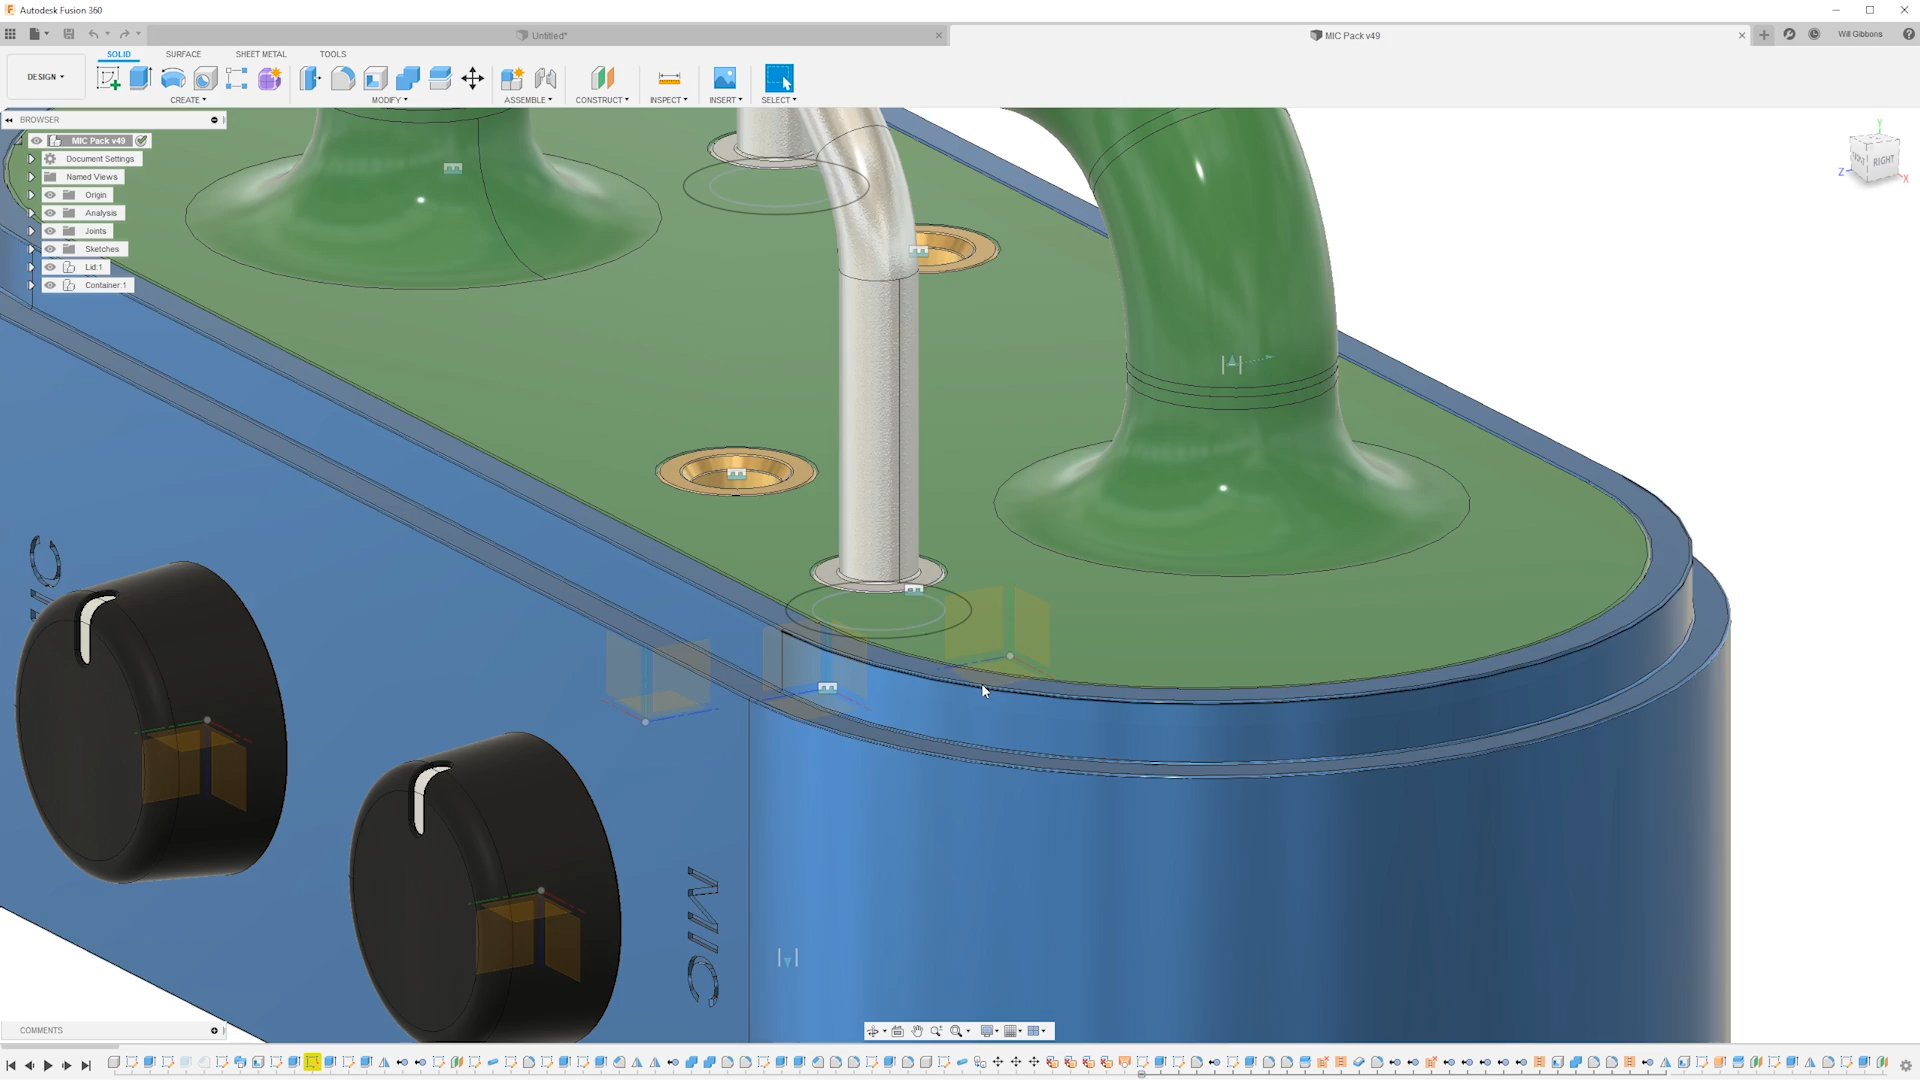 Autodesk Fusion 360
Untitled*
MIC Pack v49
Will Gibbons
SOLID
SURFACE
SHEET METAL
TOOLS
DESIGN
CREATE
MODIFY
ASSEMBLE
CONSTRUCT
INSPECT
INSERT
SELECT
BROWSER
MIC Pack v49
Document Settings
Named Views
Origin
Analysis
Joints
Sketches
Lid:1
Container:1
Y
RIGHT
Z
X
MIC
COMMENTS